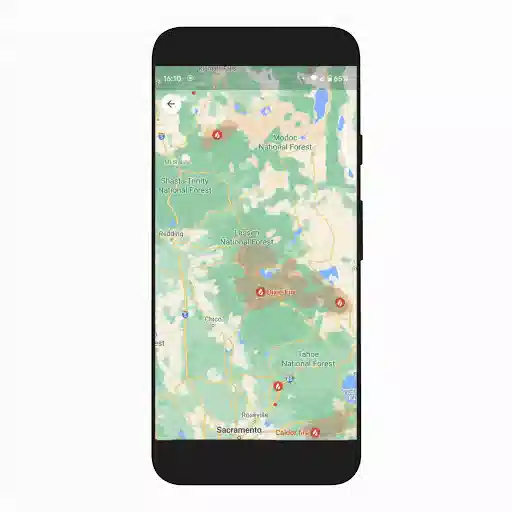 16:10
65%
Modoc
National Forest
Shasta-Trinity
National Forest
Redding
Lassen
National Forest
Dixie fire
Chico
est
Tahoe
National Forest
Roseville
Sacramento
Caldor fire